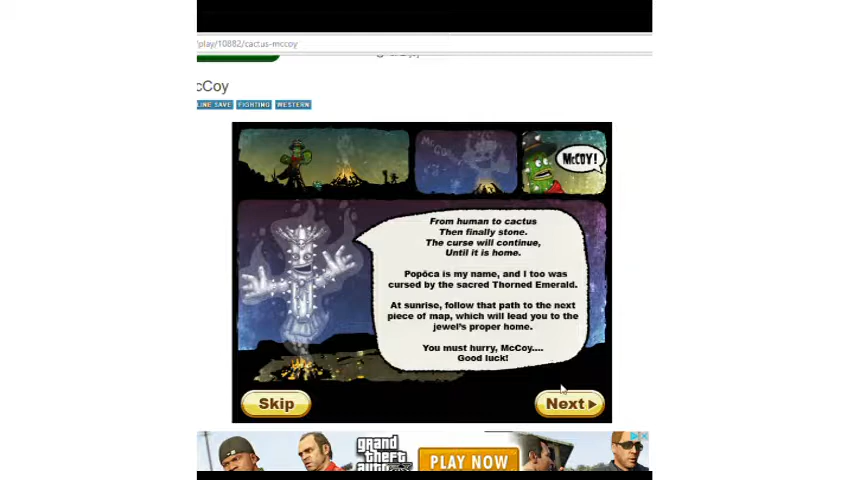 /play/10882/cactus-mccoy
cCoy
LINE SAVE FIGHTING WESTERN
McCOY!
From human to cactus
Then finally stone.
The curse will continue,
Until it is home.
Popóca is my name, and I too was
cursed by the sacred Thorned Emerald.
At sunrise, follow that path to the next
piece of map, which will lead you to the
jewel's proper home.
You must hurry, McCoy....
Good luck!
Skip
Next
grand
theft
auto
PLAY NOW